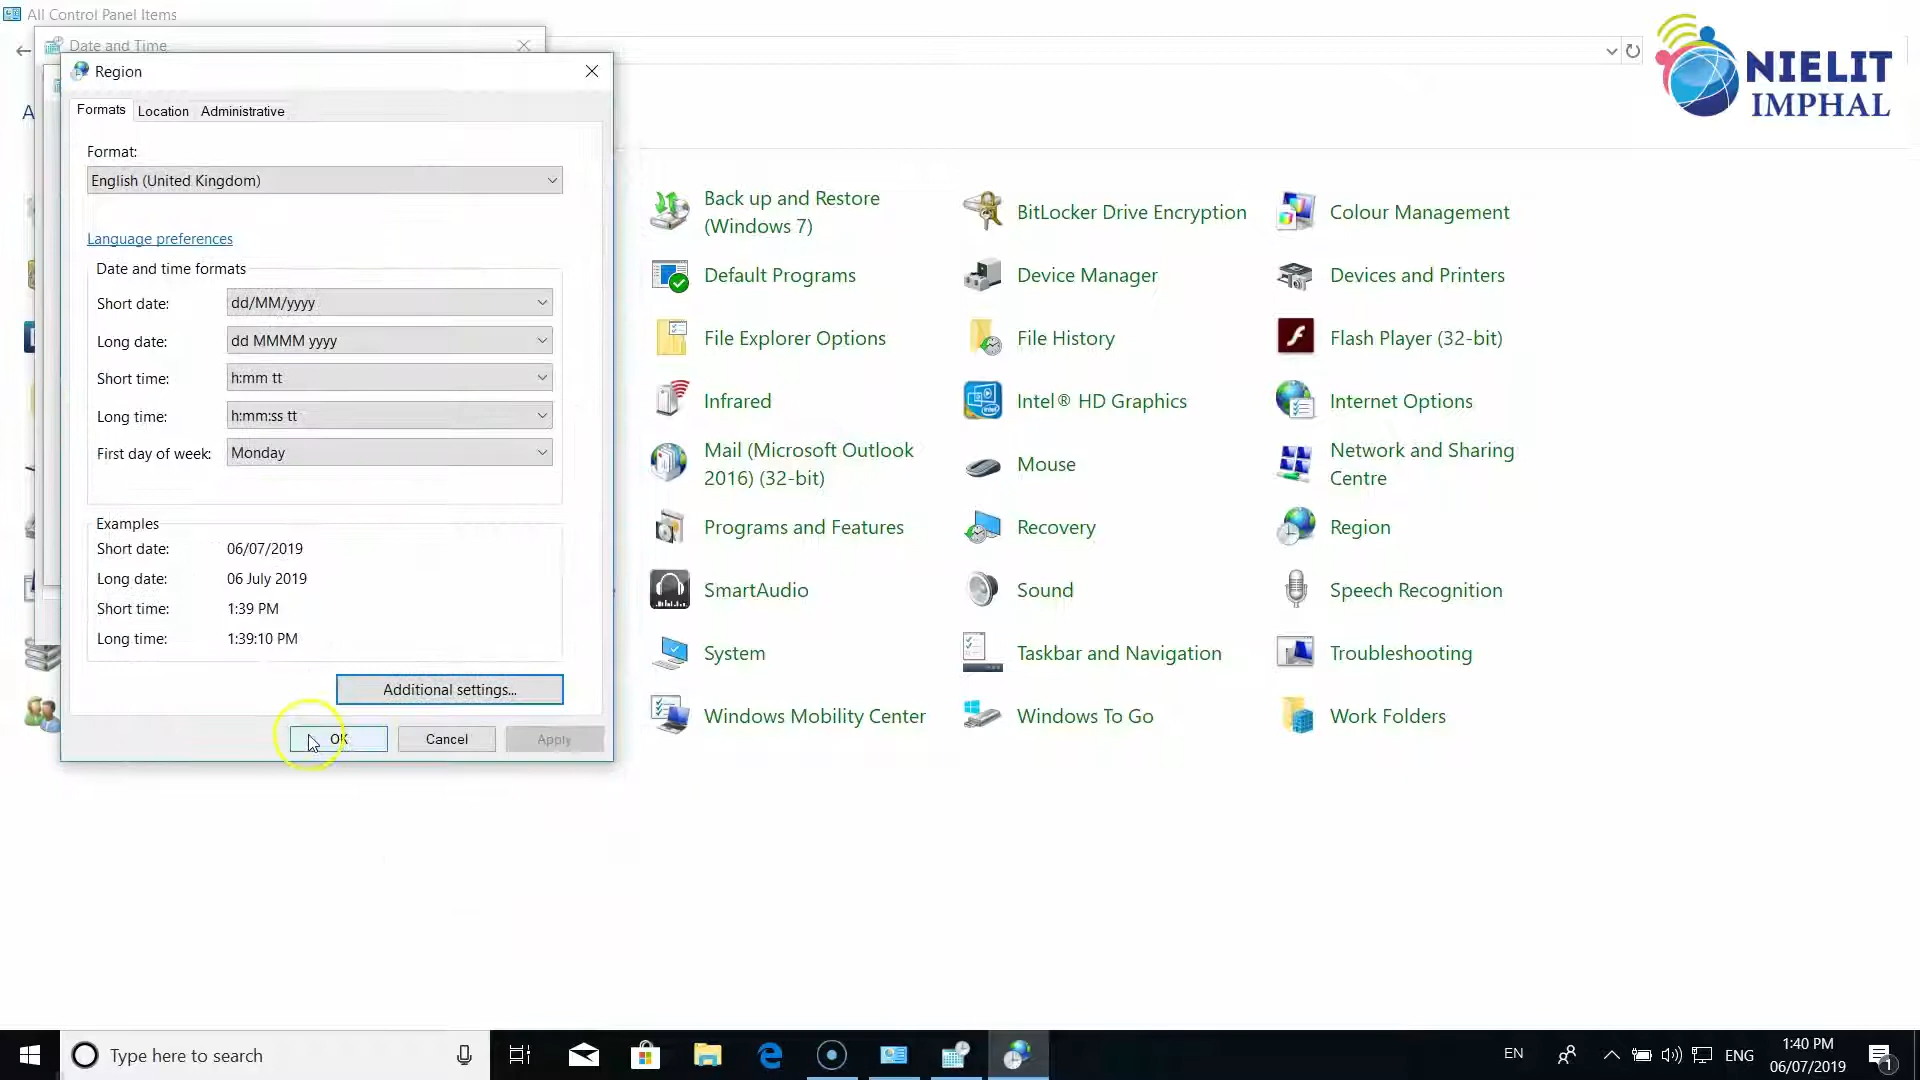 All Control Panel Items
Date and Time
Region
Formats
Location
Administrative
Format:
English (United Kingdom)
Language preferences
Date and time formats
Short date:
dd/MM/yyyy
Long date:
dd MMMM yyyy
Short time:
h:mm tt
Long time:
h:mm:ss tt
First day of week:
Monday
Examples
Short date:
06/07/2019
Long date:
06 July 2019
Short time:
1:39 PM
Long time:
1:39:10 PM
Additional settings...
OK
Cancel
Apply
NIELIT
IMPHAL
A
Back up and Restore
(Windows 7)
BitLocker Drive Encryption
Colour Management
Default Programs
Device Manager
Devices and Printers
File Explorer Options
File History
Flash Player (32-bit)
Infrared
Intel® HD Graphics
Internet Options
Mail (Microsoft Outlook
2016) (32-bit)
Mouse
Network and Sharing
Centre
Programs and Features
Recovery
Region
SmartAudio
Sound
Speech Recognition
System
Taskbar and Navigation
Troubleshooting
Windows Mobility Center
Windows To Go
Work Folders
Type here to search
EN
ENG
1:40 PM
06/07/2019
1